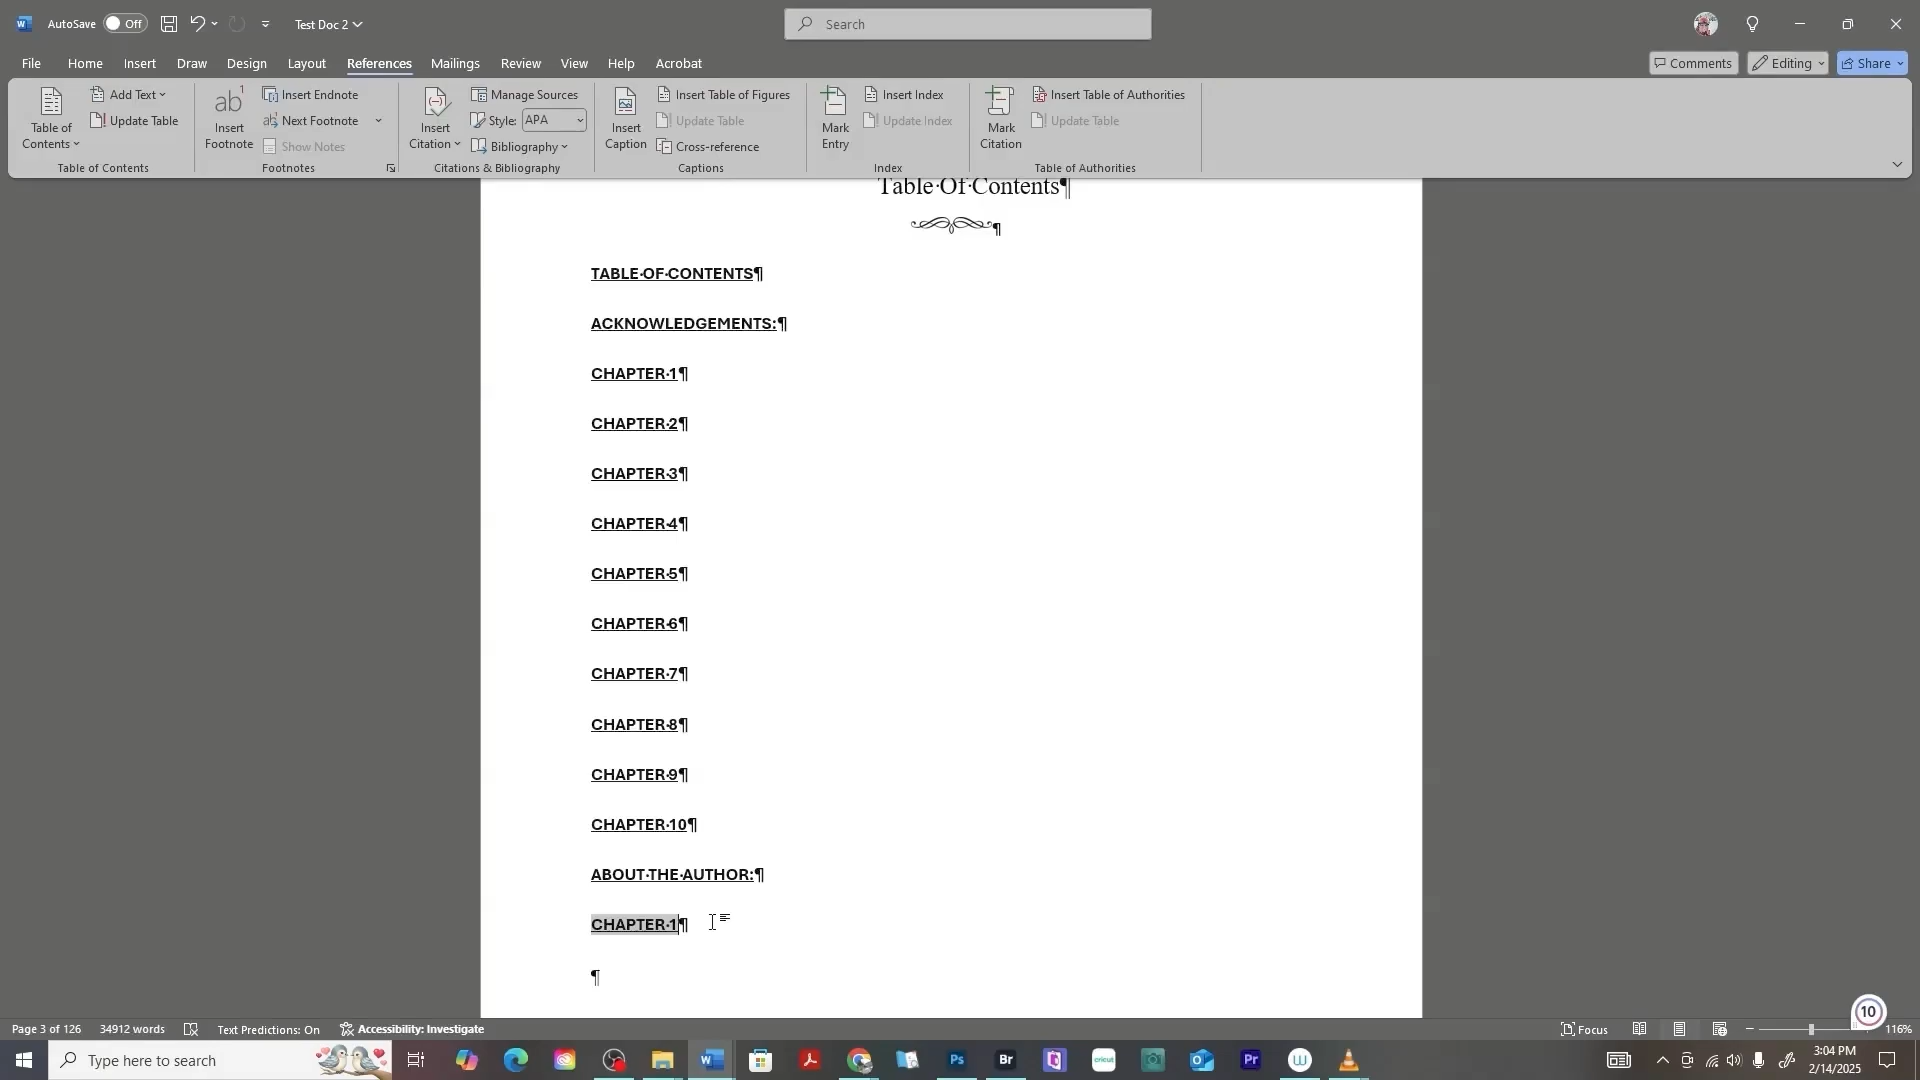 AutoSave Off Test Doc 2 Search
File Home Insert Draw Design Layout References Mailings Review View Help Acrobat Comments Editing Share
Table of Contents Add Text Update Table
Insert Footnote Insert Endnote Next Footnote Show Notes
Insert Citation Manage Sources Style: APA Bibliography
Insert Caption Insert Table of Figures Update Table Cross-reference
Mark Entry Insert Index Update Index
Mark Citation Insert Table of Authorities Update Table
Table of Contents Footnotes Citations & Bibliography Captions Index Table of Authorities
Table·Of·Contents¶
¶
TABLE·OF·CONTENTS¶
ACKNOWLEDGEMENTS:¶
CHAPTER·1¶
CHAPTER·2¶
CHAPTER·3¶
CHAPTER·4¶
CHAPTER·5¶
CHAPTER·6¶
CHAPTER·7¶
CHAPTER·8¶
CHAPTER·9¶
CHAPTER·10¶
ABOUT·THE·AUTHOR:¶
CHAPTER·1¶
¶
10
Page 3 of 126 34912 words Text Predictions: On Accessibility: Investigate Focus 116%
Type here to search Ps Br cricut Pr 3:04 PM
2/14/2025